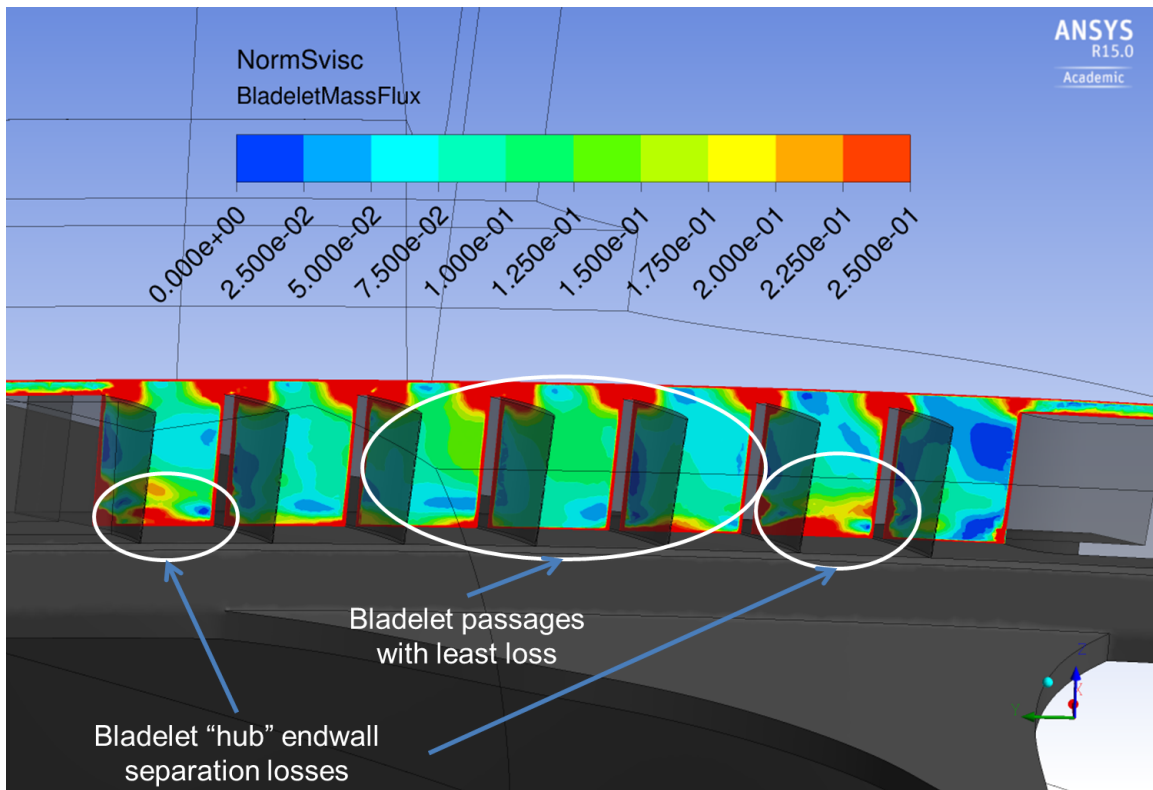 ANSYS
R15.0
Academic
NormSvisc
BladeletMassFlux
0.000e+00
2.500e-02
5.000e-02
7.500e-02
1.000e-01
1.250e-01
1.500e-01
1.750e-01
2.000e-01
2.250e-01
2.500e-01
Bladelet passages
with least loss
Z
X
Y
Bladelet “hub” endwall
separation losses